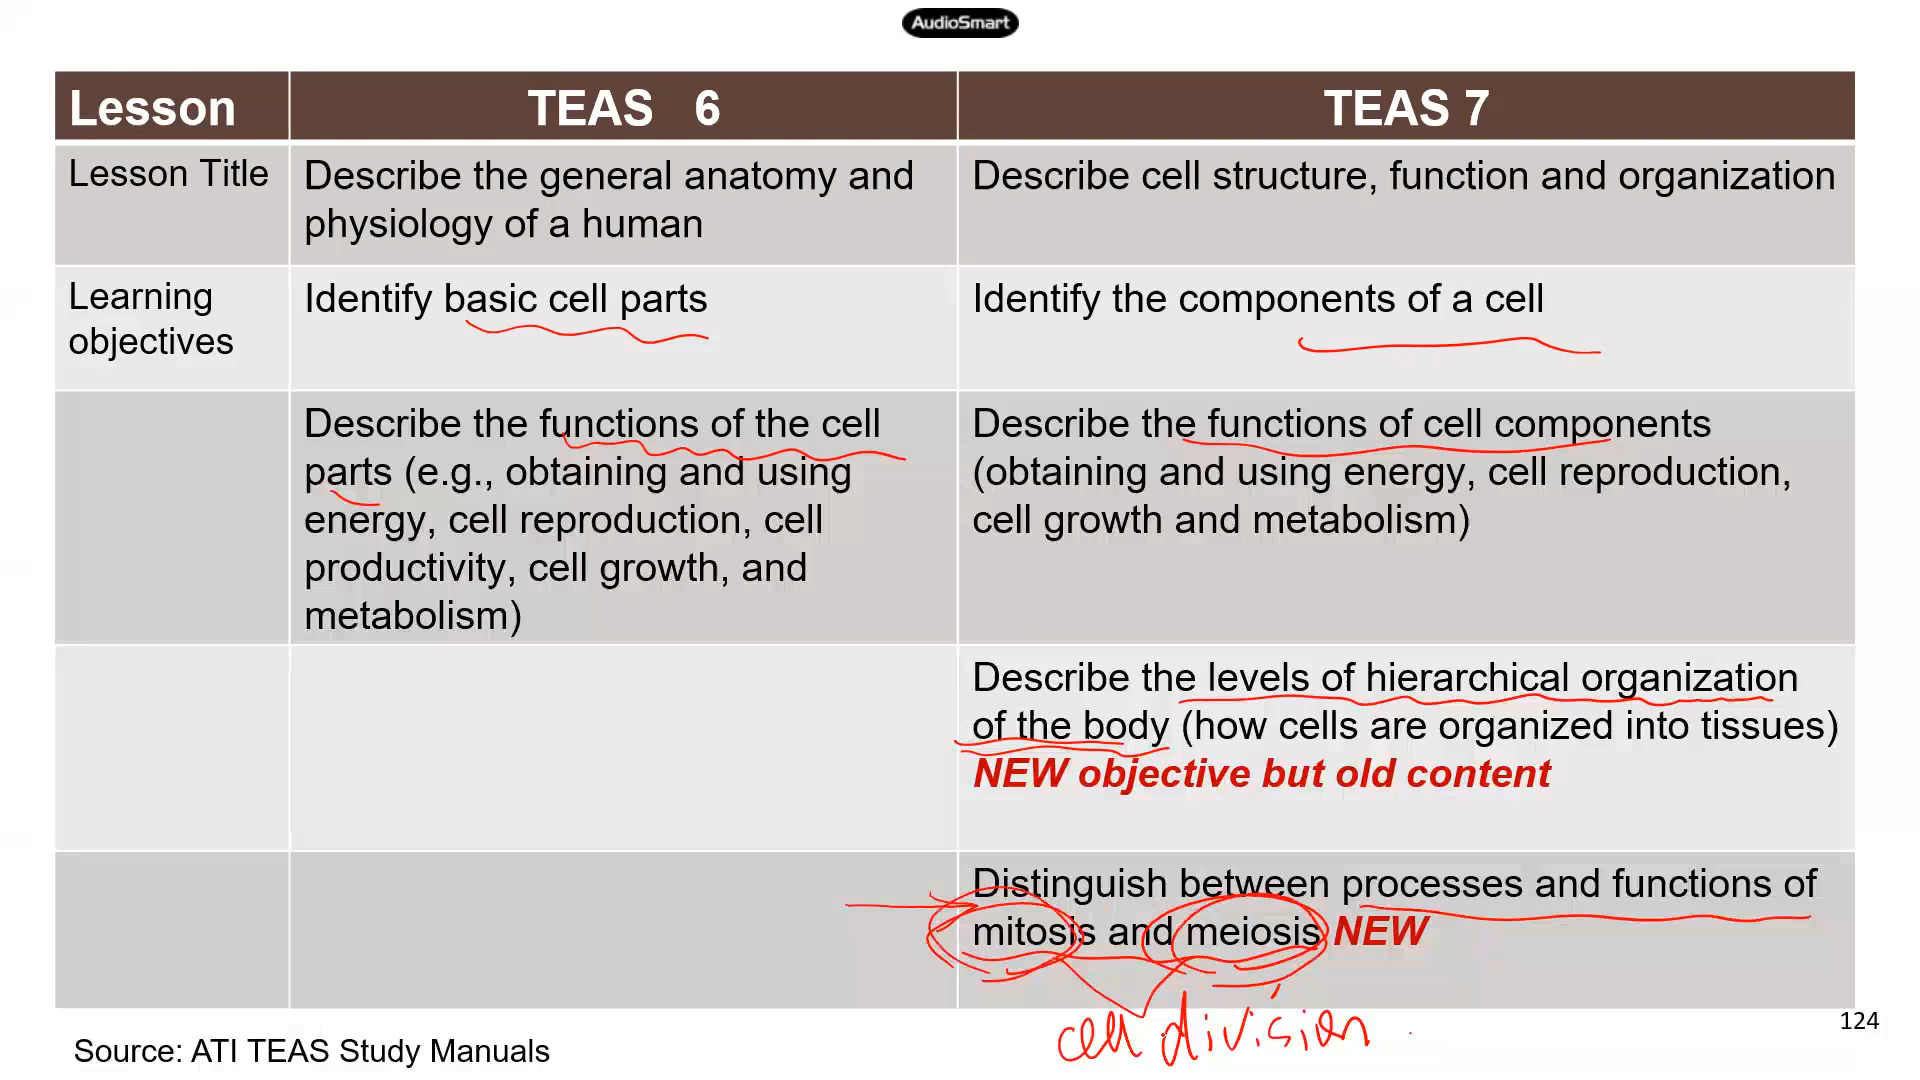 AudioSmart
Lesson
TEAS 6
TEAS 7
Lesson Title
Describe the general anatomy and
physiology of a human
Describe cell structure, function and organization
Learning
objectives
Identify basic cell parts
Identify the components of a cell
Describe the functions of the cell
parts (e.g., obtaining and using
energy, cell reproduction, cell
productivity, cell growth, and
metabolism)
Describe the functions of cell components
(obtaining and using energy, cell reproduction,
cell growth and metabolism)
Describe the levels of hierarchical organization
of the body (how cells are organized into tissues)
NEW objective but old content
Distinguish between processes and functions of
mitosis and meiosis NEW
cell division
124
Source: ATI TEAS Study Manuals